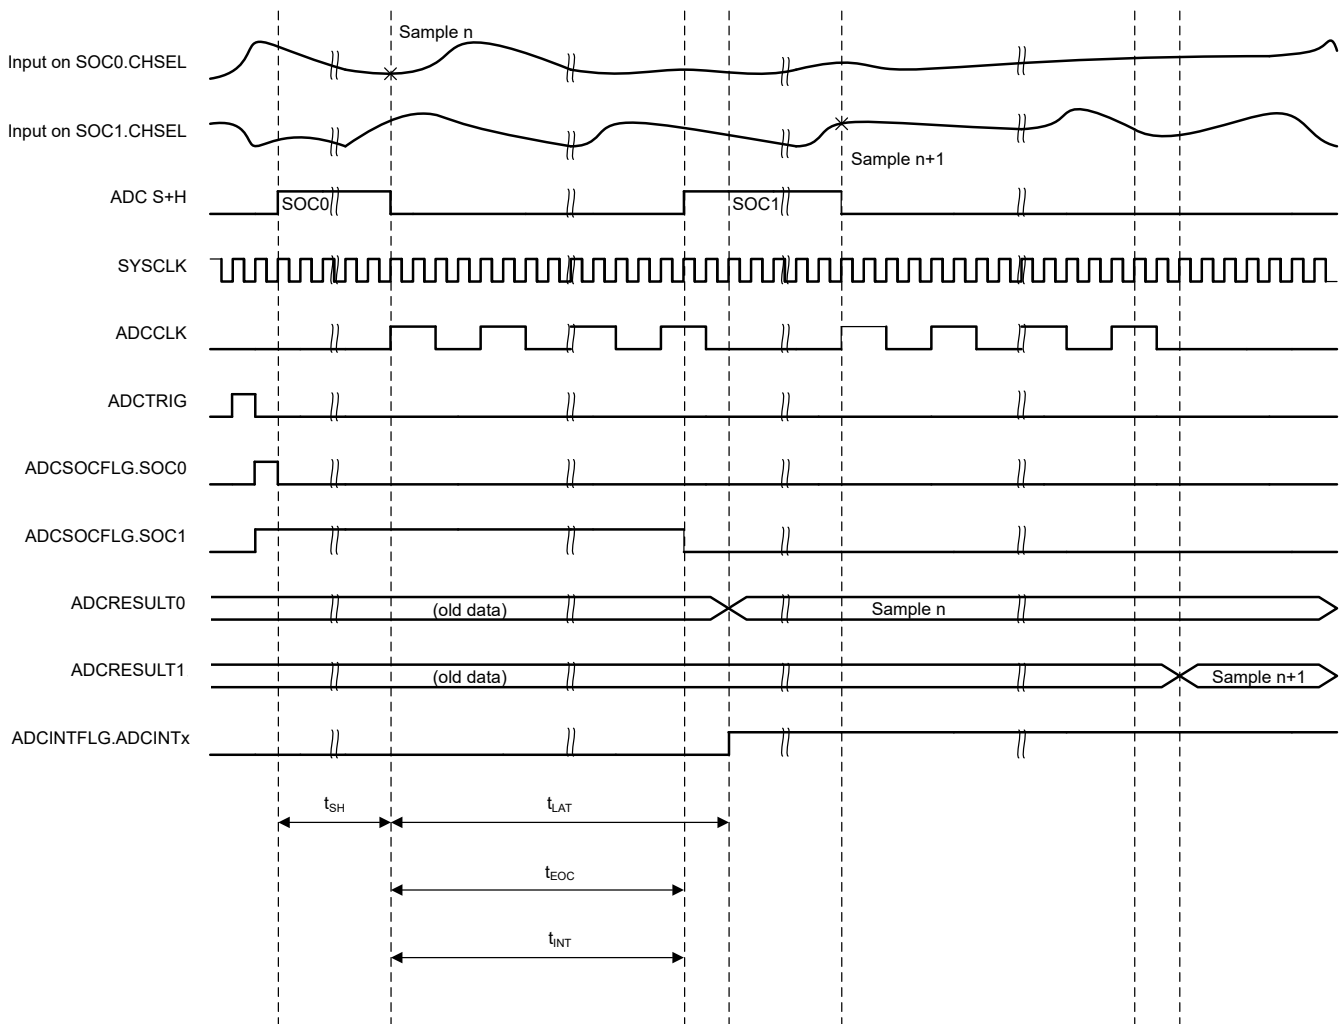 Sample n
Input on SOC0.CHSEL
Input on SOC1.CHSEL
Sample n+1
ADC S+H
SOC0
SOC1
SYSCLK
ADCCLK
ADCTRIG
ADCSOCFLG.SOC0
ADCSOCFLG.SOC1
ADCRESULT0
(old data)
Sample n
ADCRESULT1
(old data)
Sample n+1
ADCINTFLG.ADCINTx
tSH
tLAT
tEOC
tINT